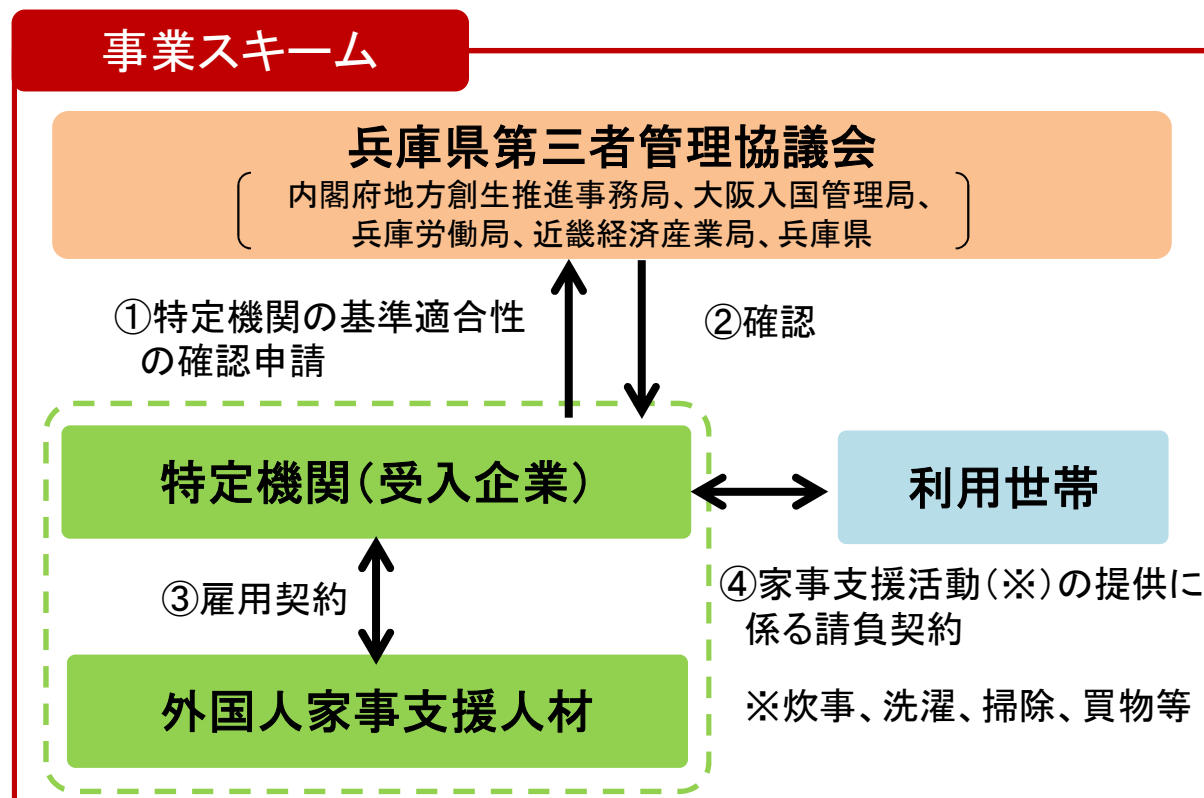 事業スキーム
兵庫県第三者管理協議会
内閣府地方創生推進事務局、大阪入国管理局、
兵庫労働局、近畿経済産業局、兵庫県
①特定機関の基準適合性
の確認申請
②確認
特定機関(受入企業)
利用世帯
③雇用契約
④家事支援活動(※)の提供に
係る請負契約
外国人家事支援人材
※炊事、洗濯、掃除、買物等